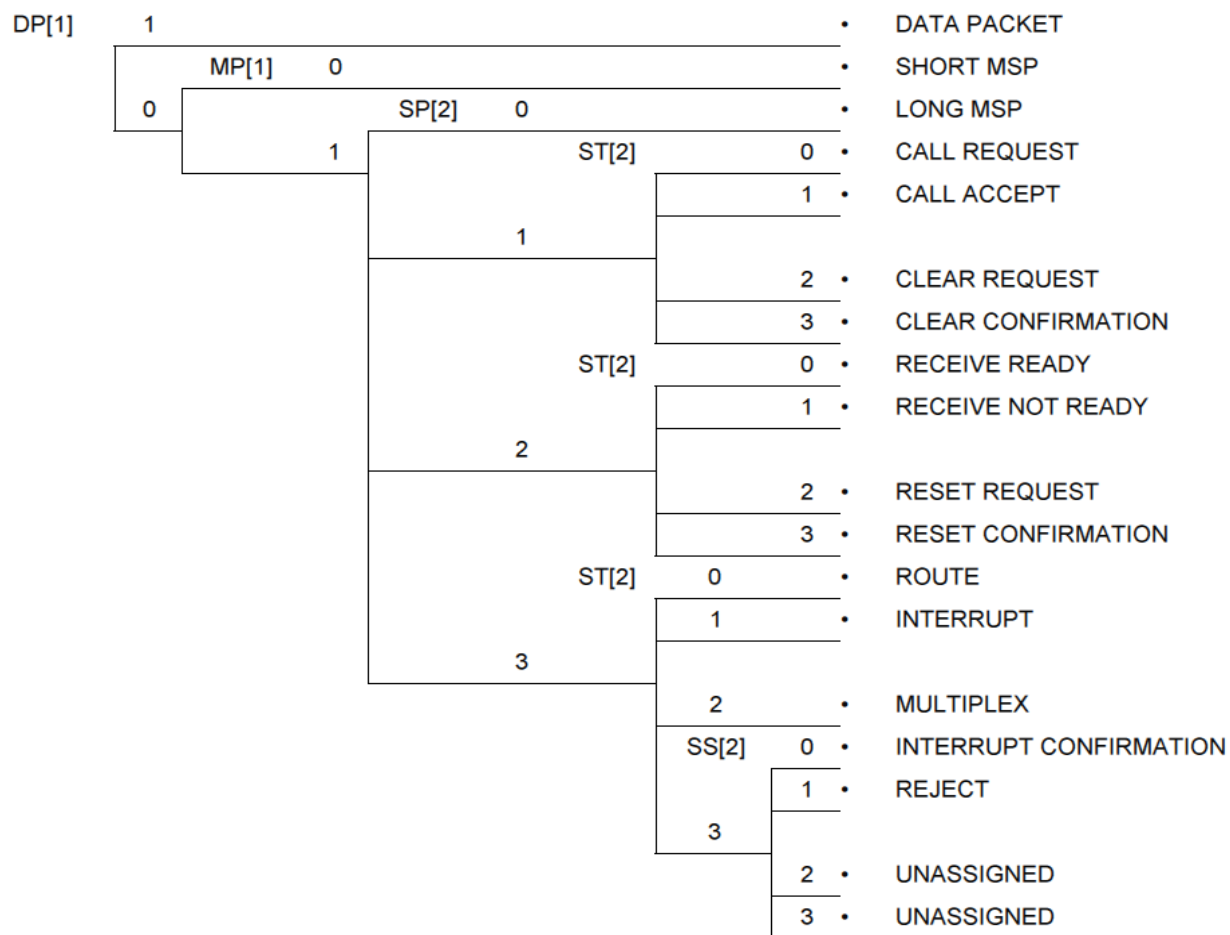 DP[1] 1 • DATA PACKET
MP[1] 0 • SHORT MSP
0 SP[2] 0 • LONG MSP
1 ST[2] 0 • CALL REQUEST
1 • CALL ACCEPT
1
2 • CLEAR REQUEST
3 • CLEAR CONFIRMATION
ST[2] 0 • RECEIVE READY
1 • RECEIVE NOT READY
2
2 • RESET REQUEST
3 • RESET CONFIRMATION
ST[2] 0 • ROUTE
1 • INTERRUPT
3
2 • MULTIPLEX
SS[2] 0 • INTERRUPT CONFIRMATION
1 • REJECT
3
2 • UNASSIGNED
3 • UNASSIGNED